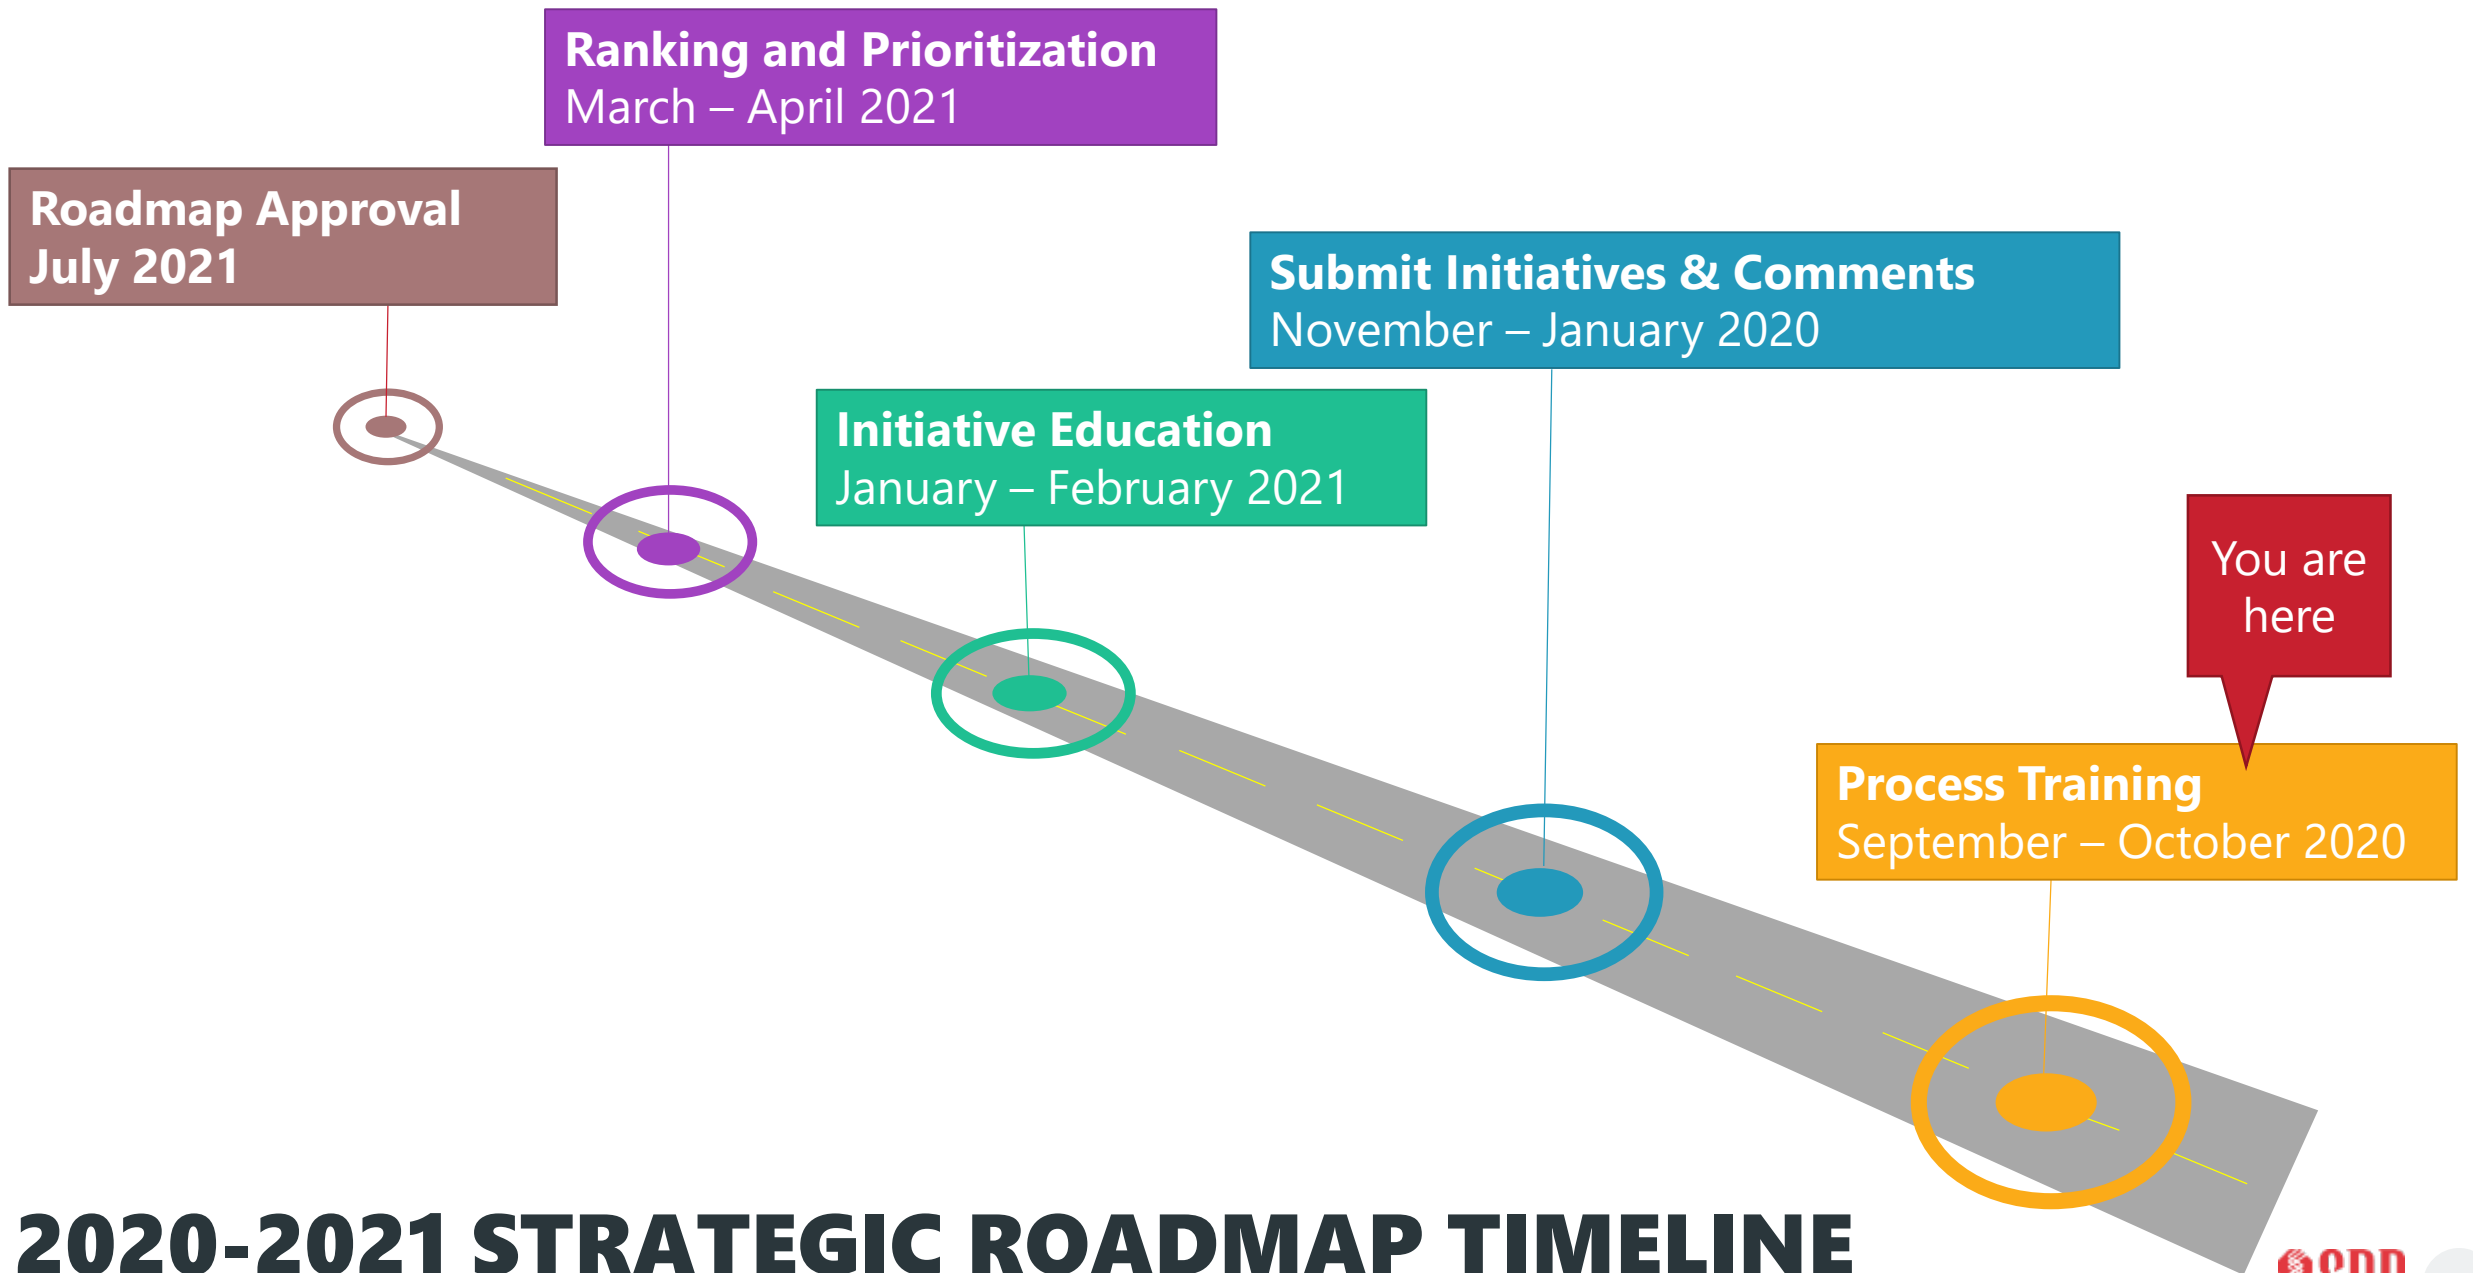 Ranking and Prioritization
March – April 2021
Roadmap Approval
July 2021
Submit Initiatives & Comments
November – January 2020
Initiative Education
January – February 2021
You are
here
Process Training
September – October 2020
2020-2021 STRATEGIC ROADMAP TIMELINE